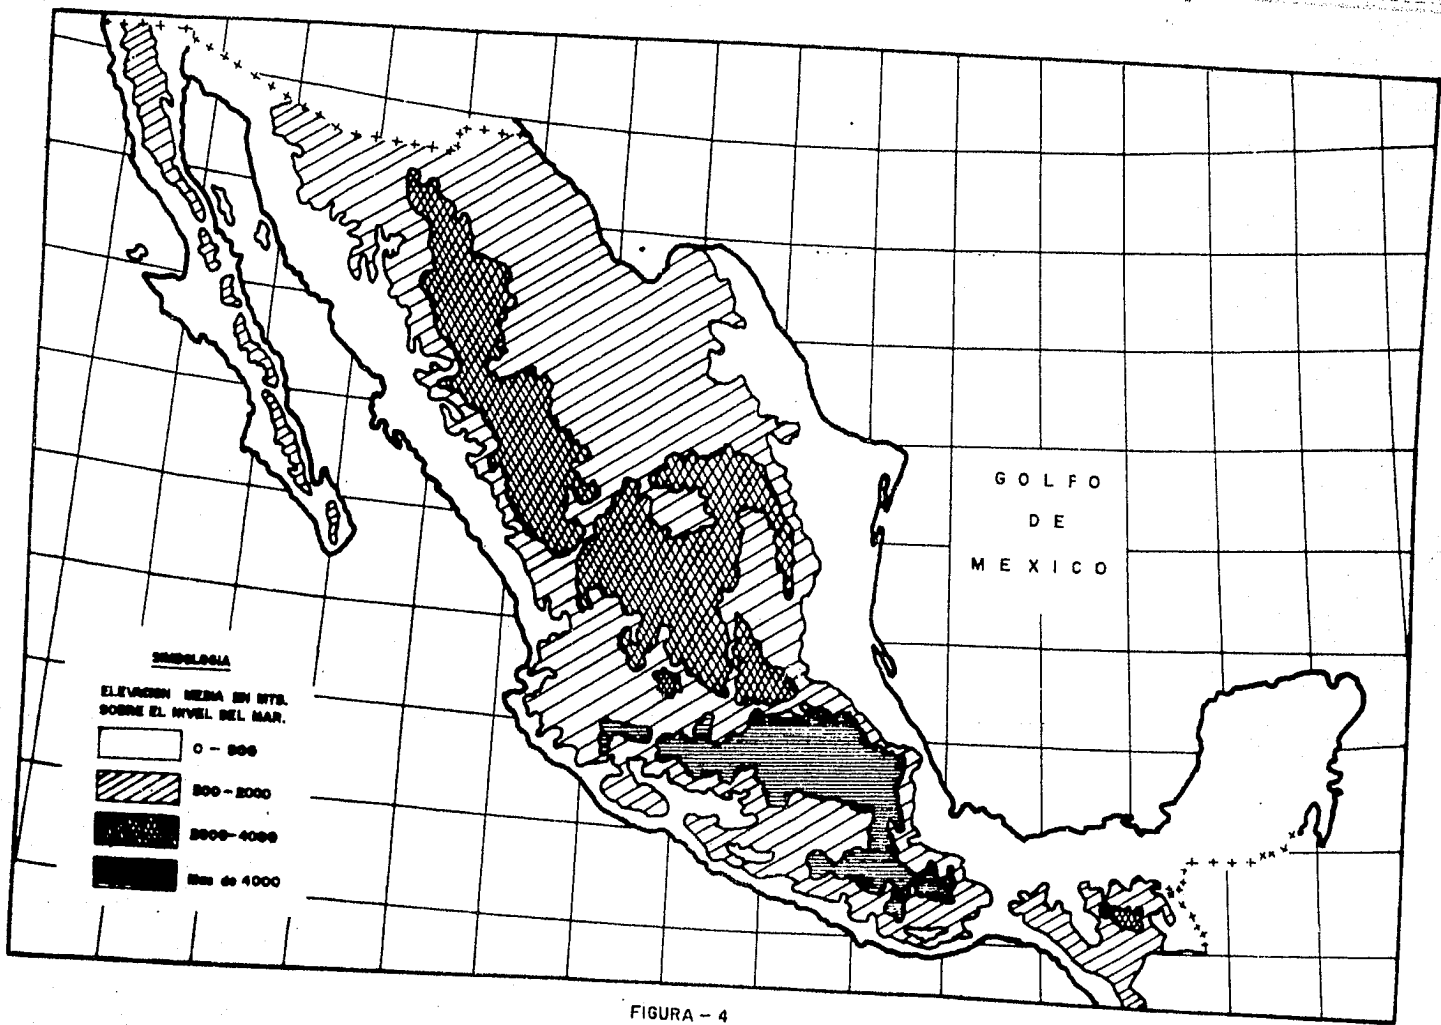 GOLFO
DE
MEXICO
SIMBOLOGIA
ELEVACION MEDIA EN MTS.
SOBRE EL NIVEL DEL MAR.
0 - 500
500-2000
2000-4000
Mas de 4000
FIGURA - 4